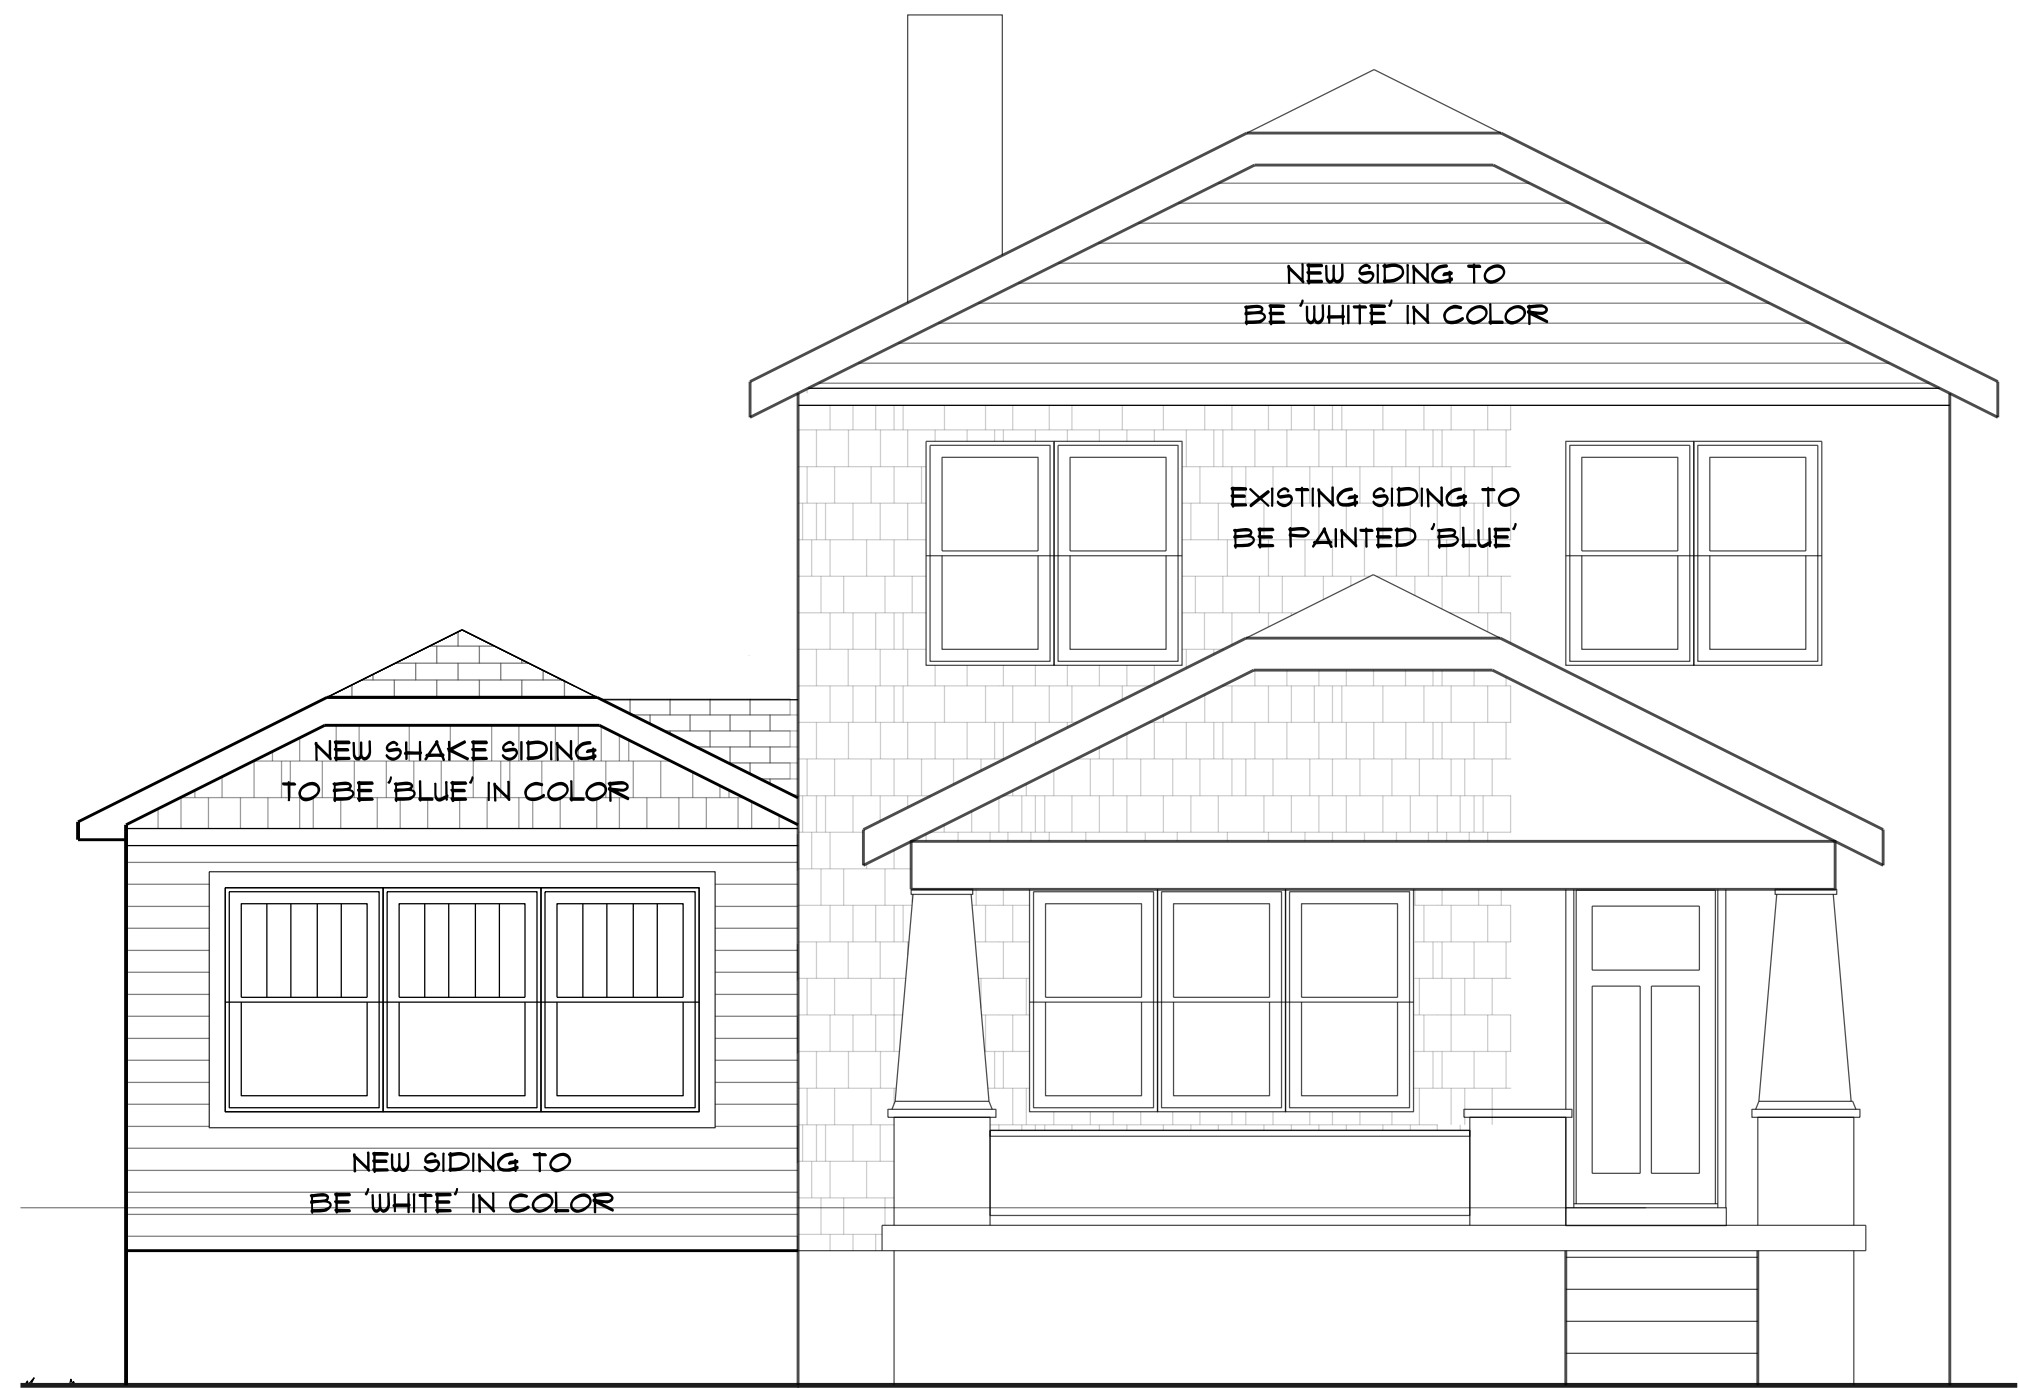 NEW SIDING TO
BE 'WHITE' IN COLOR
EXISTING SIDING TO
BE PAINTED 'BLUE'
NEW SHAKE SIDING
TO BE 'BLUE' IN COLOR
NEW SIDING TO
BE 'WHITE' IN COLOR